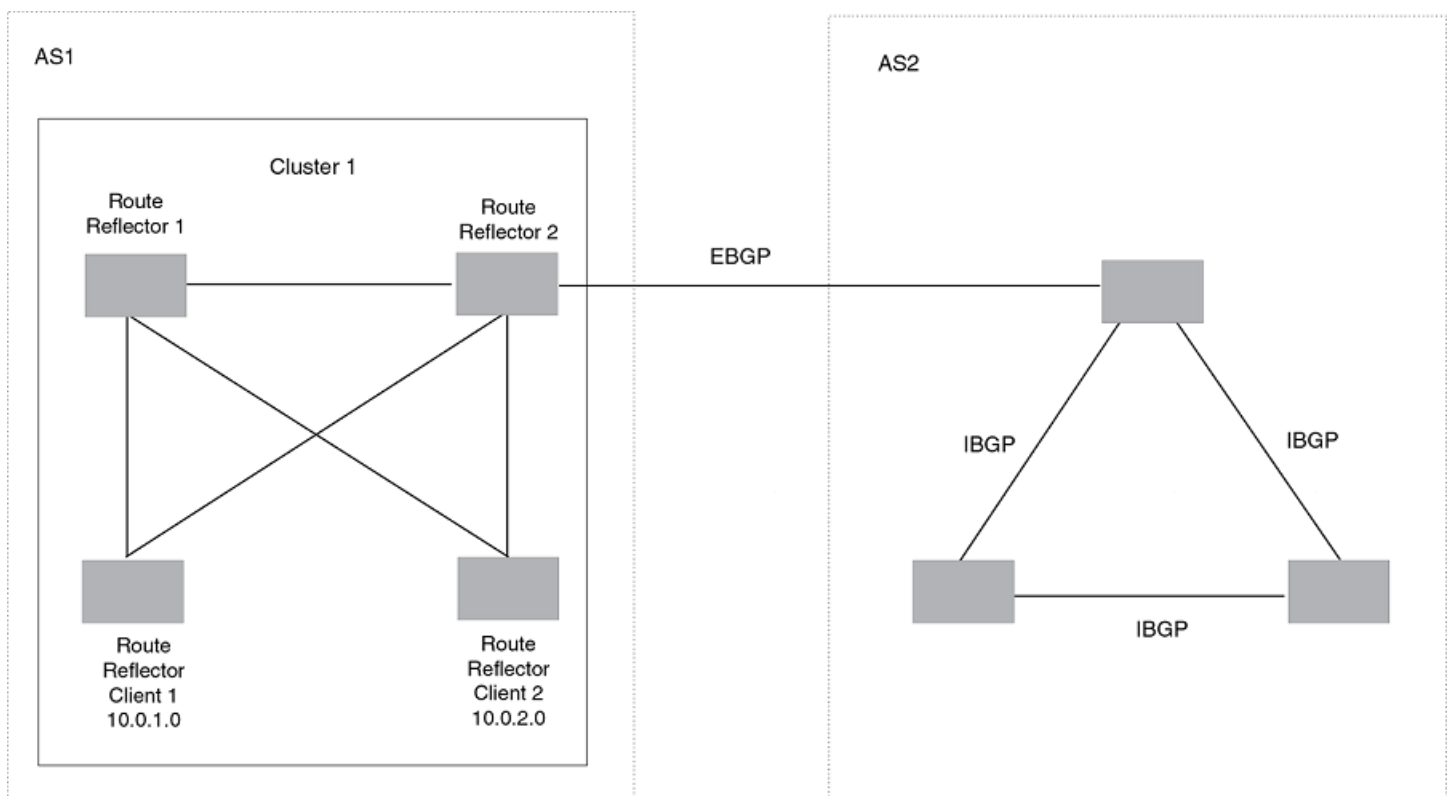 AS1
AS2
Cluster 1
Route
Reflector 1
Route
Reflector 2
EBGP
IBGP
IBGP
IBGP
Route
Reflector
Client 1
10.0.1.0
Route
Reflector
Client 2
10.0.2.0